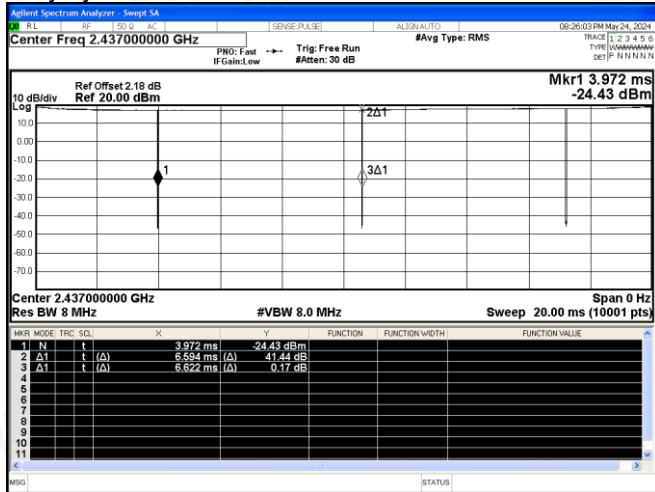 Agilent Spectrum Analyzer - Swept SA
RL RF 50 Ω AC SENSE:PULSE ALIGNAUTO 08:26:03 PM May 24, 2024
Center Freq 2.437000000 GHz #Avg Type: RMS TRACE 1 2 3 4 5 6
PNO: Fast Trig: Free Run TYPE
IFGain:Low #Atten: 30 dB DET P N N N N N
Mkr1 3.972 ms
Ref Offset 2.18 dB
10 dB/div Ref 20.00 dBm -24.43 dBm
Log
2Δ1
10.0
0.00
-10.0
1 3Δ1
-20.0
-30.0
-40.0
-50.0
-60.0
-70.0
Center 2.437000000 GHz Span 0 Hz
Res BW 8 MHz #VBW 8.0 MHz Sweep 20.00 ms (10001 pts)
MKR MODE TRC SCL X Y FUNCTION FUNCTION WIDTH FUNCTION VALUE
1 N t 3.972 ms -24.43 dBm
2 Δ1 t (Δ) 6.594 ms (Δ) 41.44 dB
3 Δ1 t (Δ) 6.622 ms (Δ) 0.17 dB
4
5
6
7
8
9
10
11
MSG STATUS